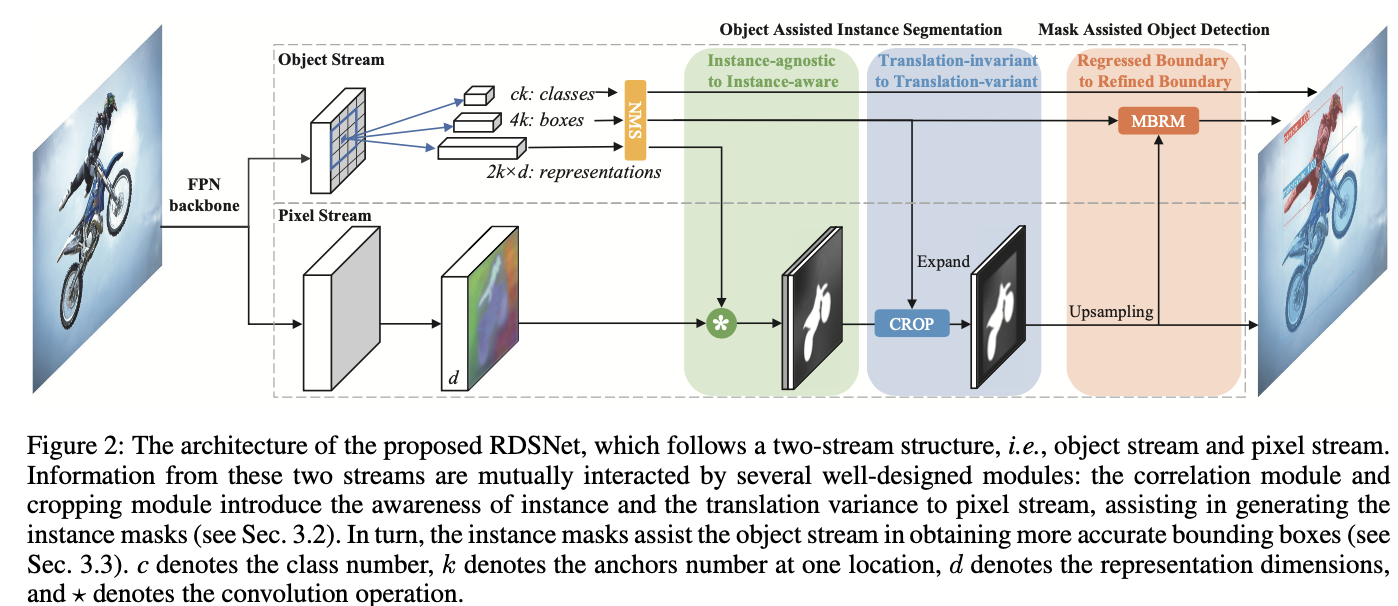 Object Assisted Instance Segmentation
Mask Assisted Object Detection
Object Stream
Instance-agnostic
to Instance-aware
Translation-invariant
to Translation-variant
Regressed Boundary
to Refined Boundary
ck: classes
4k: boxes
NMS
MBRM
2k×d: representations
FPN
backbone
Pixel Stream
Expand
Upsampling
*
CROP
d
Figure 2: The architecture of the proposed RDSNet, which follows a two-stream structure, i.e., object stream and pixel stream.
Information from these two streams are mutually interacted by several well-designed modules: the correlation module and
cropping module introduce the awareness of instance and the translation variance to pixel stream, assisting in generating the
instance masks (see Sec. 3.2). In turn, the instance masks assist the object stream in obtaining more accurate bounding boxes (see
Sec. 3.3). c denotes the class number, k denotes the anchors number at one location, d denotes the representation dimensions,
and ⋆ denotes the convolution operation.